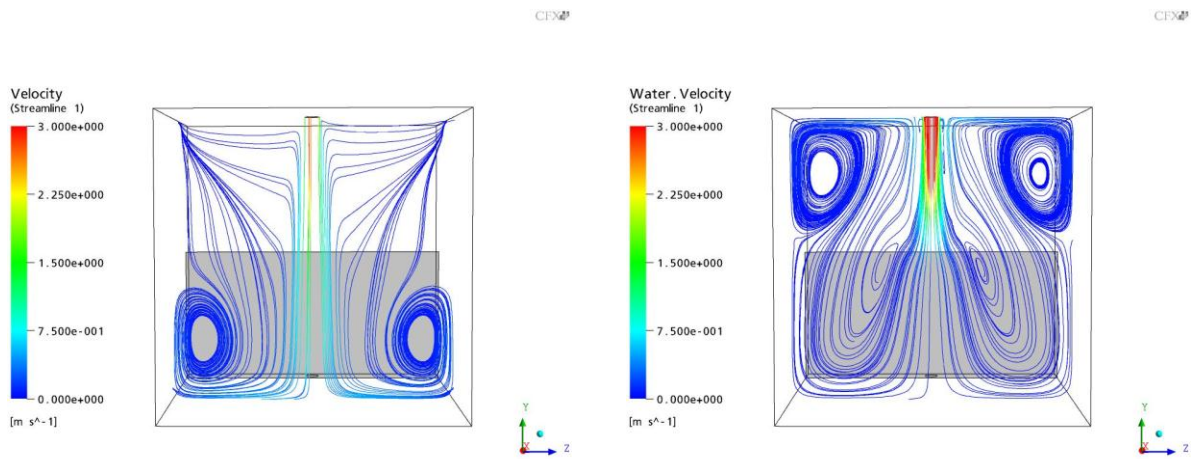 CFX
Velocity
(Streamline 1)
3.000e+000
2.250e+000
1.500e+000
7.500e-001
0.000e+000
[m s^-1]
Y
X
Z
CFX
Water.Velocity
(Streamline 1)
3.000e+000
2.250e+000
1.500e+000
7.500e-001
0.000e+000
[m s^-1]
Y
X
Z